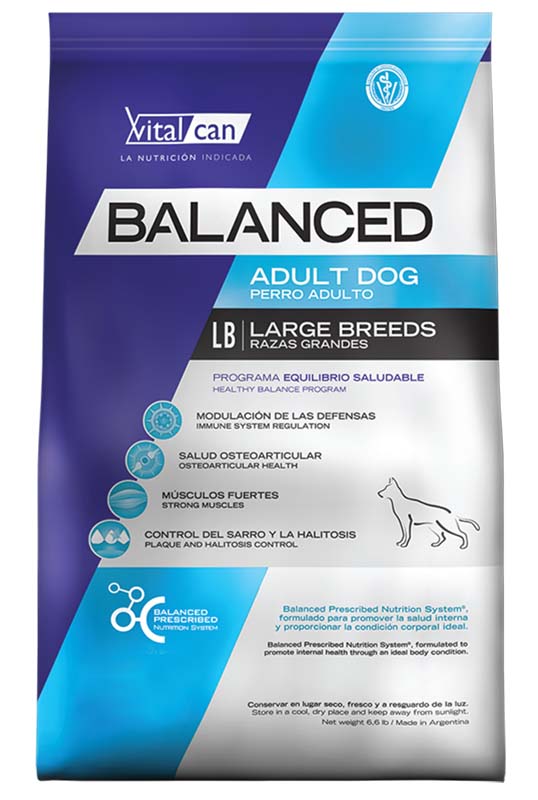 Vital can
LA NUTRICIÓN INDICADA
BALANCED
ADULT DOG
PERRO ADULTO
LB LARGE BREEDS
RAZAS GRANDES
PROGRAMA EQUILIBRIO SALUDABLE
HEALTHY BALANCE PROGRAM
MODULACIÓN DE LAS DEFENSAS
IMMUNE SYSTEM REGULATION
SALUD OSTEOARTICULAR
OSTEOARTICULAR HEALTH
MÚSCULOS FUERTES
STRONG MUSCLES
CONTROL DEL SARRO Y LA HALITOSIS
PLAQUE AND HALITOSIS CONTROL
BALANCED
PRESCRIBED
NUTRITION SYSTEM
Balanced Prescribed Nutrition System®,
formulado para promover la salud interna
y proporcionar la condición corporal ideal.
Balanced Prescribed Nutrition System®, formulated to
promote internal health through an ideal body condition.
Conservar en lugar seco, fresco y a resguardo de la luz.
Store in a cool, dry place and keep away from sunlight.
Net weight 6,6 lb / Made in Argentina